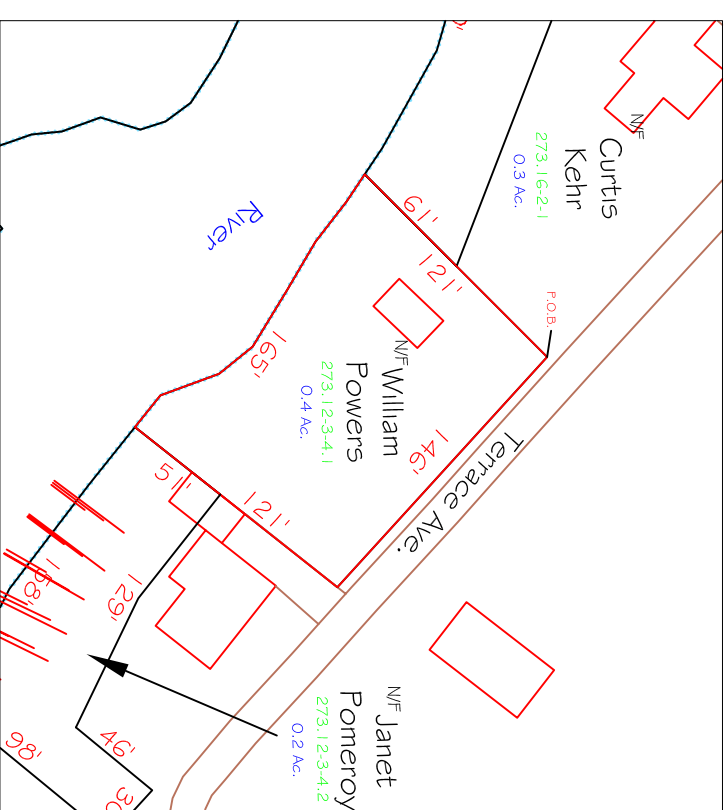 N/F
Curtis
Kehr
273.16-2-1
0.3 Ac.
61'
121'
P.O.B.
River
N/F William
Powers
273.12-3-4.1
0.4 Ac.
165'
146'
Terrace Ave.
51'
121'
129'
N/F Janet
Pomeroy
273.12-3-4.2
0.2 Ac.
46'
98'